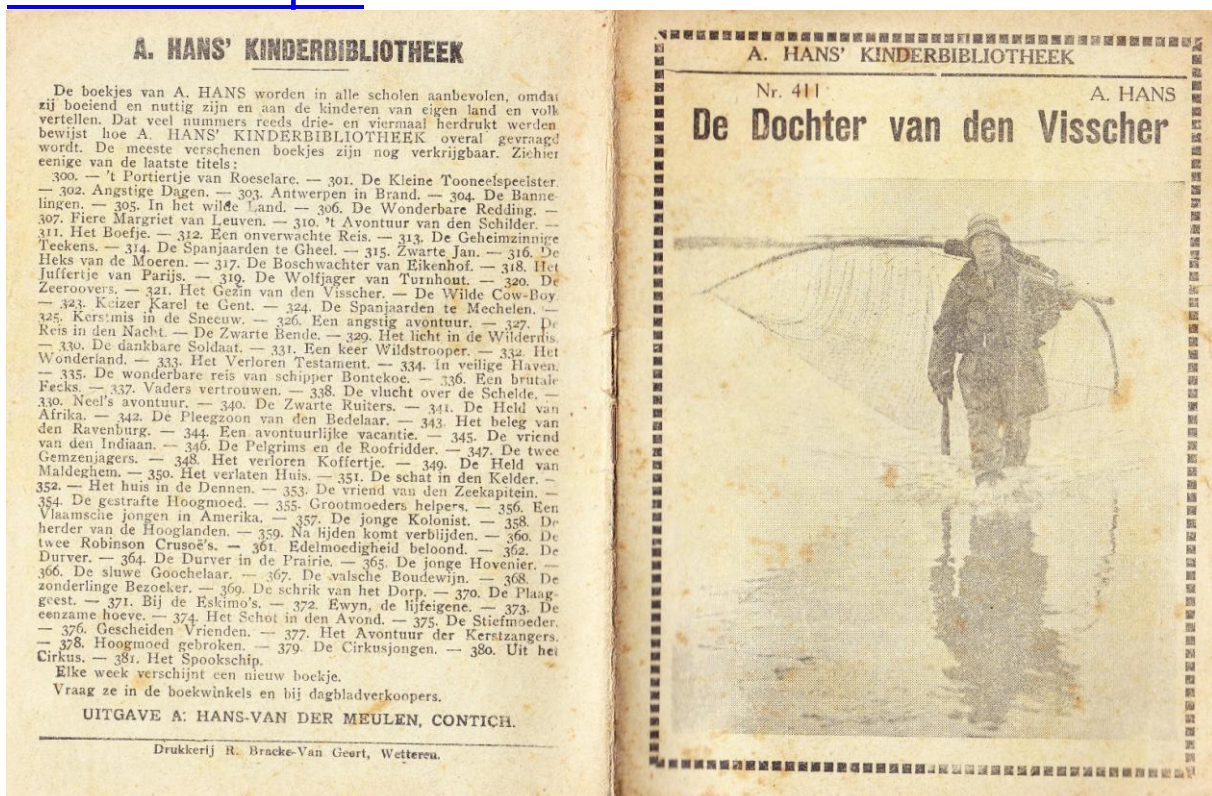 A. HANS' KINDERBIBLIOTHEEK
De boekjes van A. HANS worden in alle scholen aanbevolen, omdat
zij boeiend en nuttig zijn en aan de kinderen van eigen land en volk
vertellen. Dat veel nummers reeds drie- en viermaal herdrukt werden
bewijst hoe A. HANS' KINDERBIBLIOTHEEK overal gevraagd
wordt. De meeste verschenen boekjes zijn nog verkrijgbaar. Ziehier
eenige van de laatste titels:
300. — 't Portiertje van Roeselare. — 301. De Kleine Tooneelspeelster.
— 302. Angstige Dagen. — 303. Antwerpen in Brand. — 304. De Banne-
lingen. — 305. In het wilde Land. — 306. De Wonderbare Redding. —
307. Fiere Margriet van Leuven. — 310. 't Avontuur van den Schilder. —
311. Het Boefje. — 312. Een onverwachte Reis. — 313. De Geheimzinnige
Teekens. — 314. De Spanjaarden te Gheel. — 315. Zwarte Jan. — 316. De
Heks van de Moeren. — 317. De Boschwachter van Eikenhof. — 318. Het
Juffertje van Parijs. — 319. De Wolfjager van Turnhout. — 320. De
Zeeroovers. — 321. Het Gezin van den Visscher. — De Wilde Cow-Boy.
— 323. Keizer Karel te Gent. — 324. De Spanjaarden te Mechelen. —
325. Kerstmis in de Sneeuw. — 326. Een angstig avontuur. — 327. De
Reis in den Nacht. — De Zwarte Bende. — 329. Het licht in de Wildernis.
— 330. De dankbare Soldaat. — 331. Een keer Wildstrooper. — 332. Het
Wonderland. — 333. Het Verloren Testament. — 334. In veilige Haven.
— 335. De wonderbare reis van schipper Bontekoe. — 336. Een brutale
Feeks. — 337. Vaders vertrouwen. — 338. De vlucht over de Schelde. —
330. Neel's avontuur. — 340. De Zwarte Ruiters. — 341. De Held van
Afrika. — 342. De Pleegzoon van den Bedelaar. — 343. Het beleg van
den Ravenburg. — 344. Een avontuurlijke vacantie. — 345. De vriend
van den Indiaan. — 346. De Pelgrims en de Roofridder. — 347. De twee
Gemzenjagers. — 348. Het verloren Koffertje. — 349. De Held van
Maldeghem. — 350. Het verlaten Huis. — 351. De schat in den Kelder. —
352. — Het huis in de Dennen. — 353. De vriend van den Zeekapitein. —
354. De gestrafte Hoogmoed. — 355. Grootmoeders helpers. — 356. Een
Vlaamsche jongen in Amerika. — 357. De jonge Kolonist. — 358. De
herder van de Hooglanden. — 359. Na lijden komt verblijden. — 360. De
twee Robinson Crusoë's. — 361. Edelmoedigheid beloond. — 362. De
Durver. — 364. De Durver in de Prairie. — 365. De jonge Hovenier. —
366. De sluwe Goochelaar. — 367. De valsche Boudewijn. — 368. De
zonderlinge Bezoeker. — 369. De schrik van het Dorp. — 370. De Plaag-
geest. — 371. Bij de Eskimo's. — 372. Ewyn, de lijfeigene. — 373. De
eenzame hoeve. — 374. Het Schot in den Avond. — 375. De Stiefmoeder.
— 376. Gescheiden Vrienden. — 377. Het Avontuur der Kerstzangers.
— 378. Hoogmoed gebroken. — 379. De Cirkusjongen. — 380. Uit het
Cirkus. — 381. Het Spookschip.
Elke week verschijnt een nieuw boekje.
Vraag ze in de boekwinkels en bij dagbladverkoopers.
UITGAVE A. HANS-VAN DER MEULEN, CONTICH.
Drukkerij R. Bracke-Van Geert, Wetteren.
A. HANS' KINDERBIBLIOTHEEK
Nr. 411 A. HANS
De Dochter van den Visscher